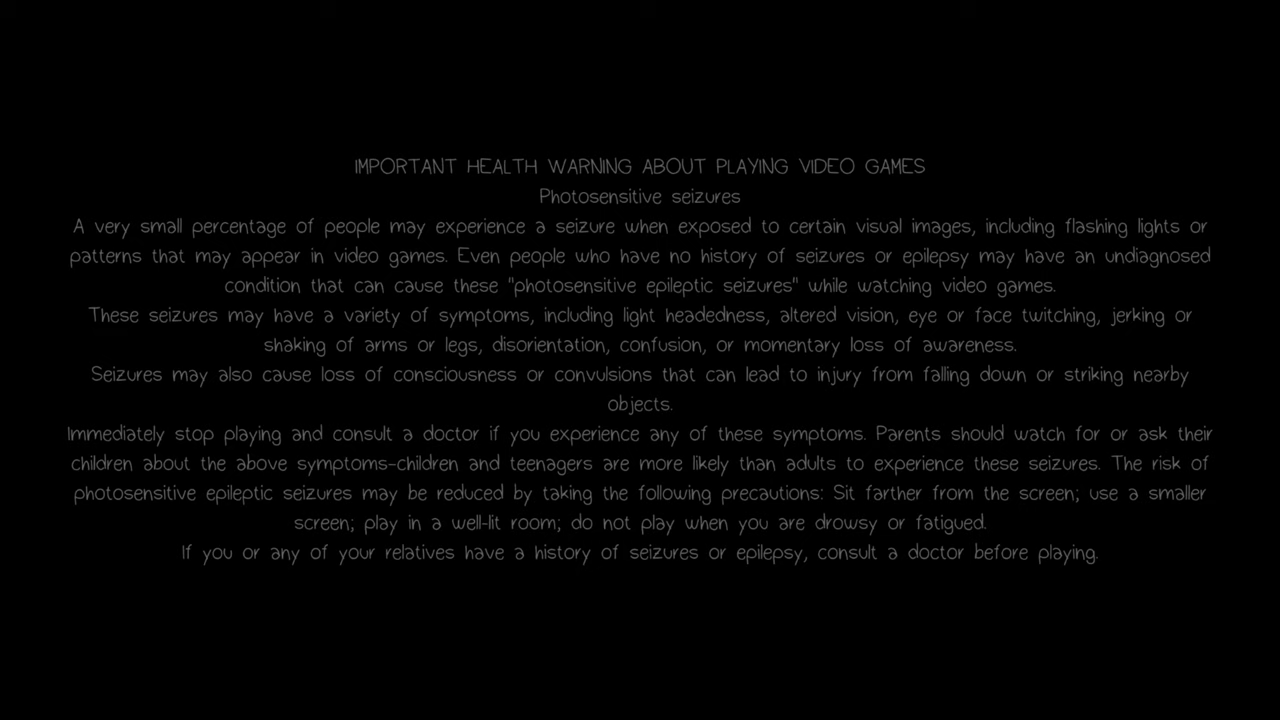 IMPORTANT HEALTH WARNING ABOUT PLAYING VIDEO GAMES
Photosensitive seizures
A very small percentage of people may experience a seizure when exposed to certain visual images, including flashing lights or
patterns that may appear in video games. Even people who have no history of seizures or epilepsy may have an undiagnosed
condition that can cause these "photosensitive epileptic seizures" while watching video games.
These seizures may have a variety of symptoms, including light headedness, altered vision, eye or face twitching, jerking or
shaking of arms or legs, disorientation, confusion, or momentary loss of awareness.
Seizures may also cause loss of consciousness or convulsions that can lead to injury from falling down or striking nearby
objects.
Immediately stop playing and consult a doctor if you experience any of these symptoms. Parents should watch for or ask their
children about the above symptoms-children and teenagers are more likely than adults to experience these seizures. The risk of
photosensitive epileptic seizures may be reduced by taking the following precautions: Sit farther from the screen; use a smaller
screen; play in a well-lit room; do not play when you are drowsy or fatigued.
If you or any of your relatives have a history of seizures or epilepsy, consult a doctor before playing.